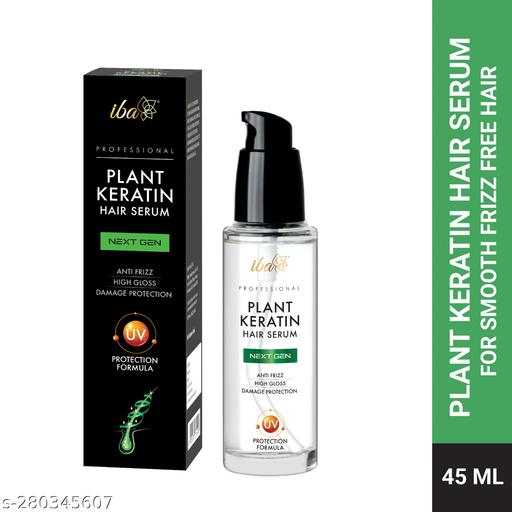 iba
PROFESSIONAL
PLANT
KERATIN
HAIR SERUM
NEXT GEN
ANTI FRIZZ
HIGH GLOSS
DAMAGE PROTECTION
UV
PROTECTION
FORMULA
iba
PROFESSIONAL
PLANT
KERATIN
HAIR SERUM
NEXT GEN
ANTI FRIZZ
HIGH GLOSS
DAMAGE PROTECTION
UV
PROTECTION
FORMULA
PLANT KERATIN HAIR SERUM
FOR SMOOTH FRIZZ FREE HAIR
45 ML
s-280345607